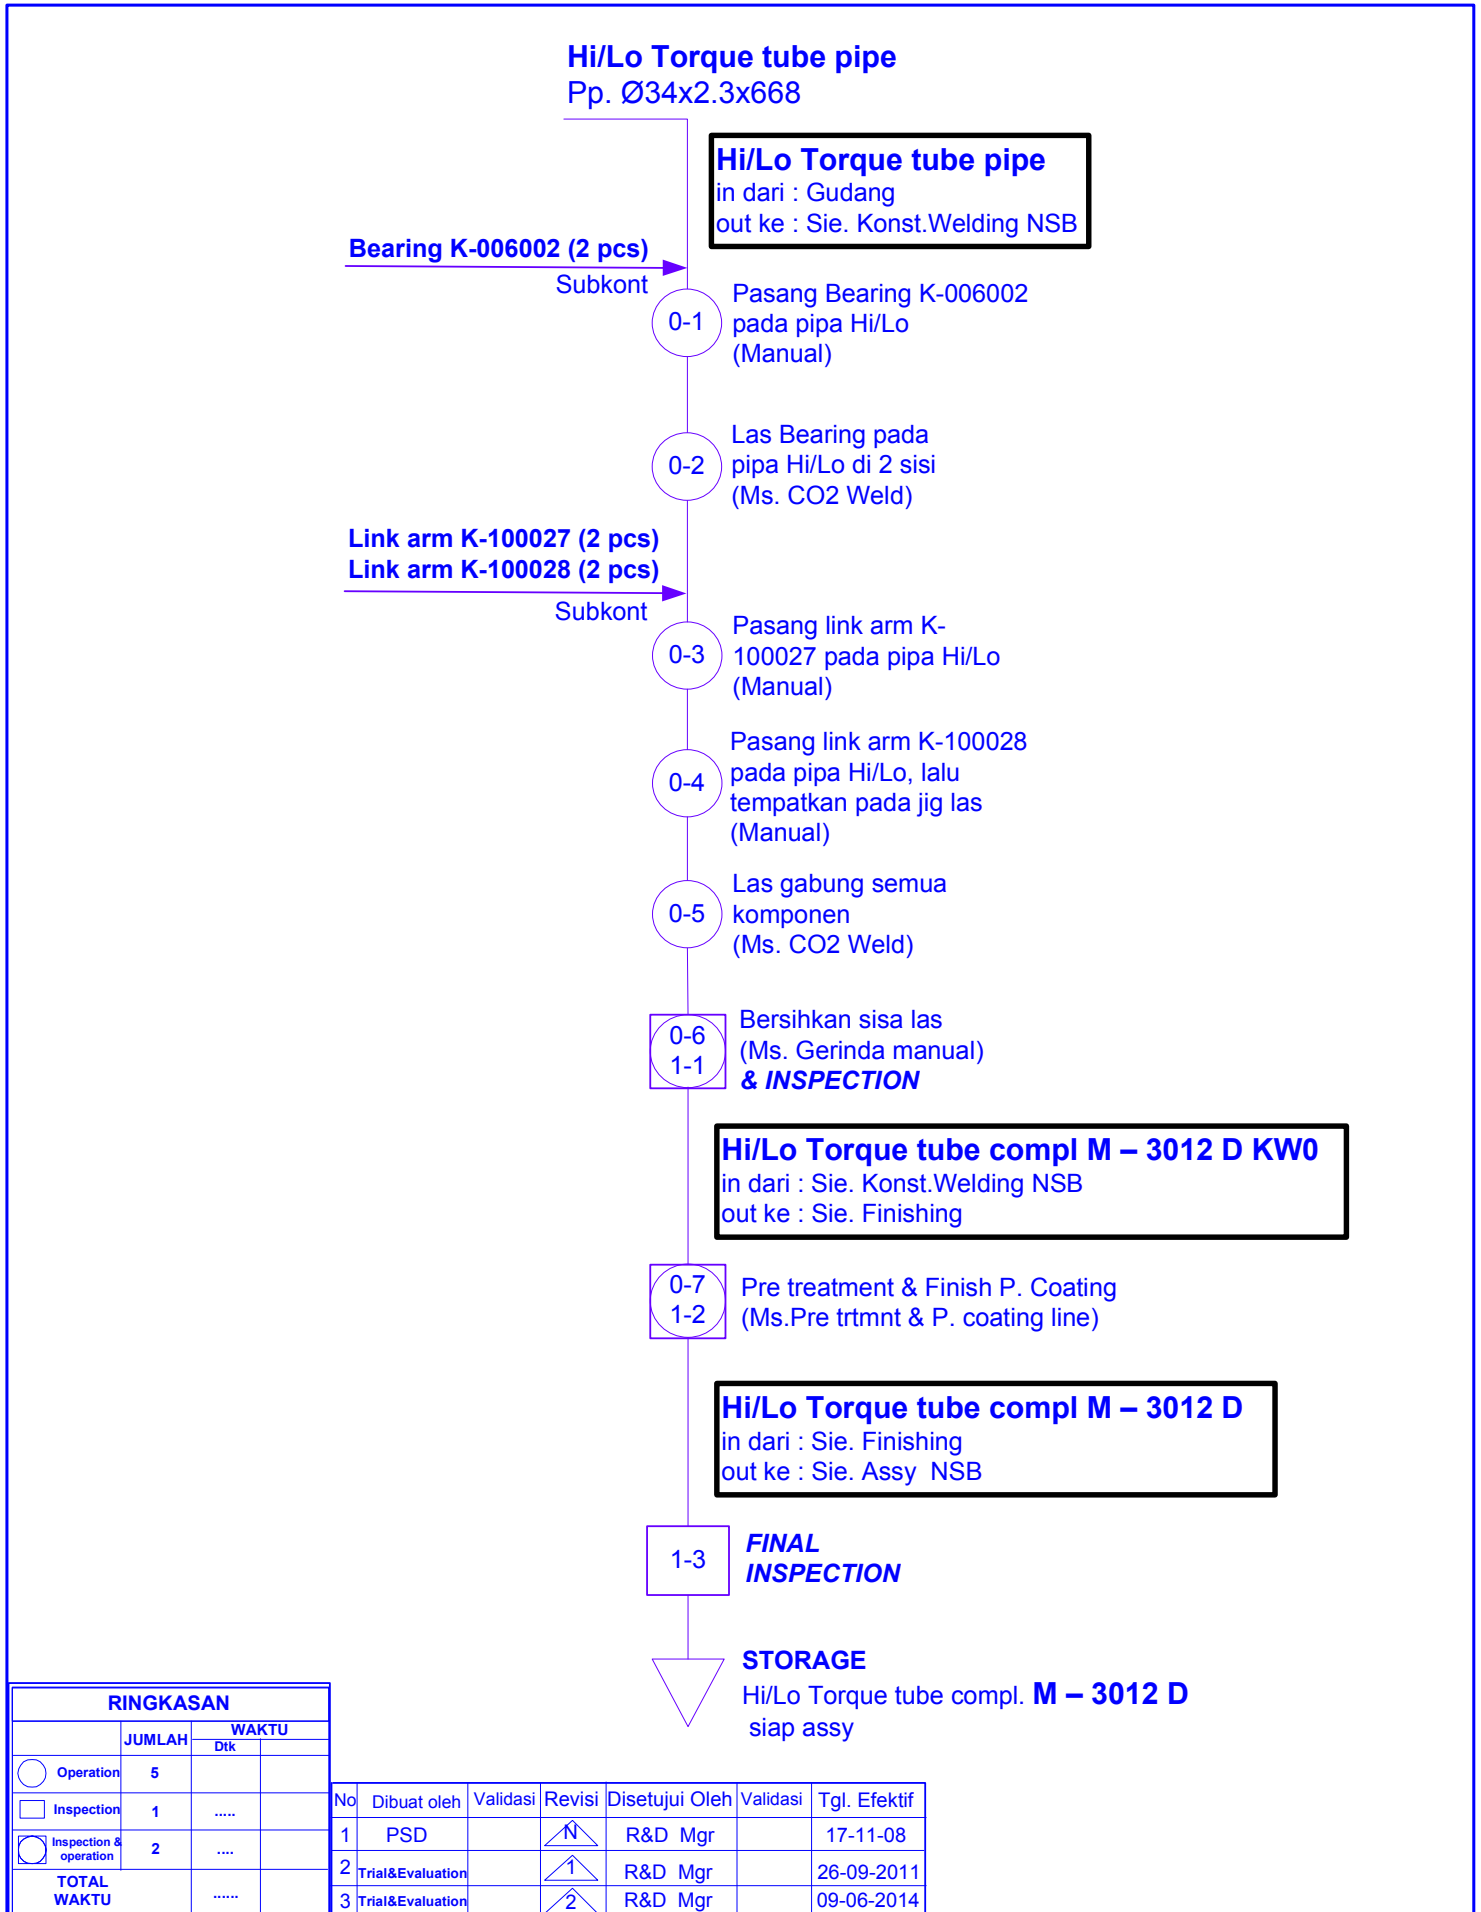 Hi/Lo Torque tube pipe
Pp. Ø34x2.3x668
Hi/Lo Torque tube pipe
in dari : Gudang
out ke : Sie. Konst.Welding NSB
Bearing K-006002 (2 pcs)
Subkont
0-1
Pasang Bearing K-006002
pada pipa Hi/Lo
(Manual)
0-2
Las Bearing pada
pipa Hi/Lo di 2 sisi
(Ms. CO2 Weld)
Link arm K-100027 (2 pcs)
Link arm K-100028 (2 pcs)
Subkont
0-3
Pasang link arm K-
100027 pada pipa Hi/Lo
(Manual)
0-4
Pasang link arm K-100028
pada pipa Hi/Lo, lalu
tempatkan pada jig las
(Manual)
0-5
Las gabung semua
komponen
(Ms. CO2 Weld)
0-6
1-1
Bersihkan sisa las
(Ms. Gerinda manual)
& INSPECTION
Hi/Lo Torque tube compl M – 3012 D KW0
in dari : Sie. Konst.Welding NSB
out ke : Sie. Finishing
0-7
1-2
Pre treatment & Finish P. Coating
(Ms.Pre trtmnt & P. coating line)
Hi/Lo Torque tube compl M – 3012 D
in dari : Sie. Finishing
out ke : Sie. Assy  NSB
1-3
FINAL
INSPECTION
STORAGE
Hi/Lo Torque tube compl. M – 3012 D
siap assy
RINGKASAN
JUMLAH WAKTU
Dtk
Operation 5
Inspection 1 .....
Inspection &
operation 2 ....
TOTAL
WAKTU ......
No Dibuat oleh Validasi Revisi Disetujui Oleh Validasi Tgl. Efektif
1 PSD N R&D Mgr 17-11-08
2 Trial&Evaluation 1 R&D Mgr 26-09-2011
3 Trial&Evaluation 2 R&D Mgr 09-06-2014